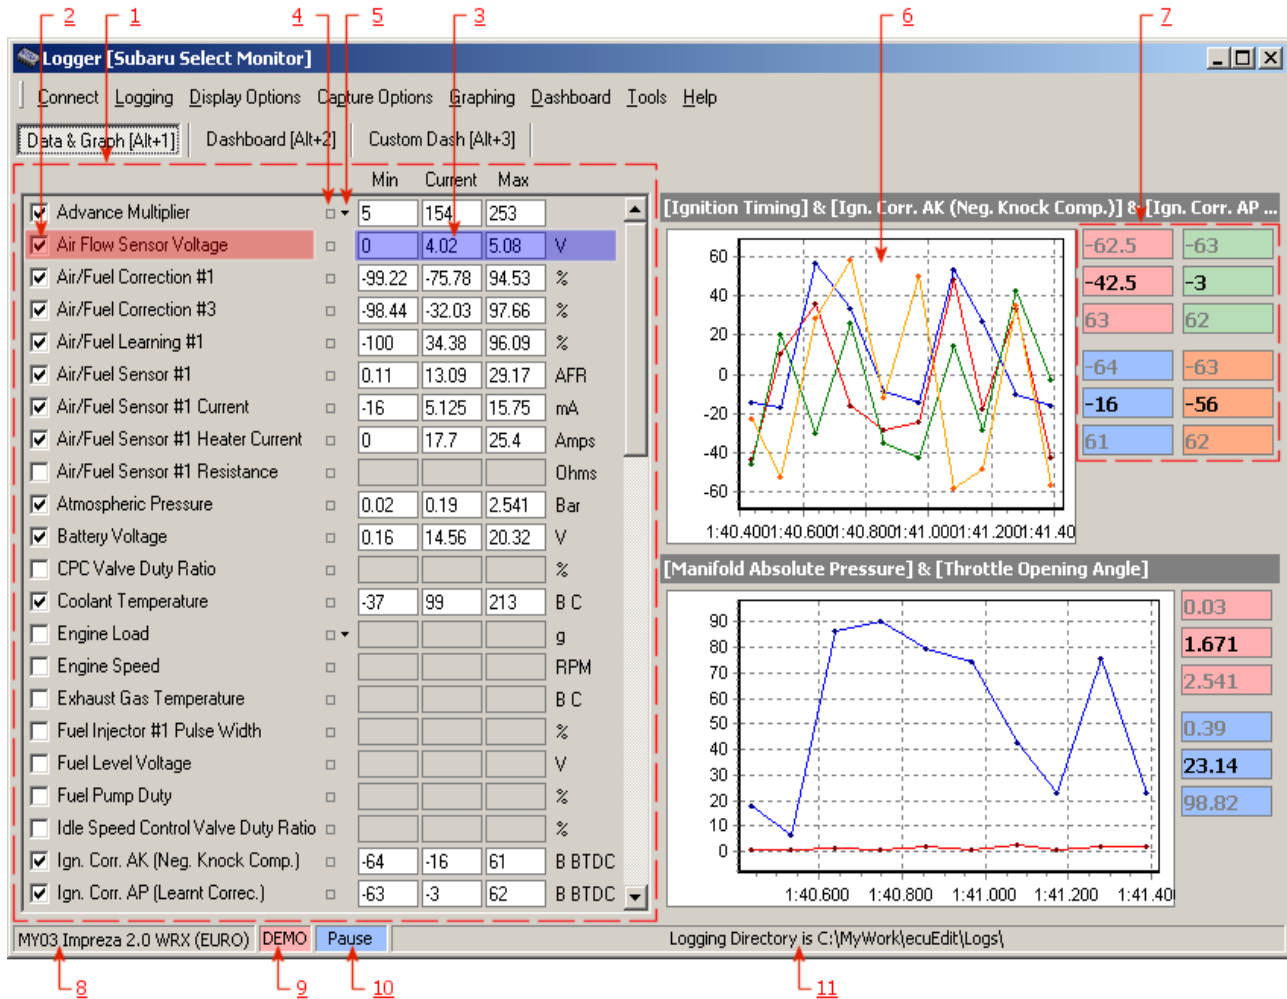 2 1 4 5 3 6 7
Logger [Subaru Select Monitor]
Connect Logging Display Options Capture Options Graphing Dashboard Tools Help
Data & Graph [Alt+1] Dashboard [Alt+2] Custom Dash [Alt+3]
Min Current Max
Advance Multiplier 5 154 253
Air Flow Sensor Voltage 0 4.02 5.08 V
Air/Fuel Correction #1 -99.22 -75.78 94.53 %
Air/Fuel Correction #3 -98.44 -32.03 97.66 %
Air/Fuel Learning #1 -100 34.38 96.09 %
Air/Fuel Sensor #1 0.11 13.09 29.17 AFR
Air/Fuel Sensor #1 Current -16 5.125 15.75 mA
Air/Fuel Sensor #1 Heater Current 0 17.7 25.4 Amps
Air/Fuel Sensor #1 Resistance Ohms
Atmospheric Pressure 0.02 0.19 2.541 Bar
Battery Voltage 0.16 14.56 20.32 V
CPC Valve Duty Ratio %
Coolant Temperature -37 99 213 B C
Engine Load g
Engine Speed RPM
Exhaust Gas Temperature B C
Fuel Injector #1 Pulse Width %
Fuel Level Voltage V
Fuel Pump Duty %
Idle Speed Control Valve Duty Ratio %
Ign. Corr. AK (Neg. Knock Comp.) -64 -16 61 B BTDC
Ign. Corr. AP (Learnt Correc.) -63 -3 62 B BTDC
[Ignition Timing] & [Ign. Corr. AK (Neg. Knock Comp.)] & [Ign. Corr. AP ...
60
40
20
0
-20
-40
-60
1:40.400 1:40.600 1:40.800 1:41.000 1:41.200 1:41.40
-62.5 -63
-42.5 -3
63 62
-64 -63
-16 -56
61 62
[Manifold Absolute Pressure] & [Throttle Opening Angle]
90
80
70
60
50
40
30
20
10
0
1:40.600 1:40.800 1:41.000 1:41.200 1:41.40
0.03
1.671
2.541
0.39
23.14
98.82
MY03 Impreza 2.0 WRX (EURO) DEMO Pause Logging Directory is C:\MyWork\ecuEdit\Logs\
8 9 10 11